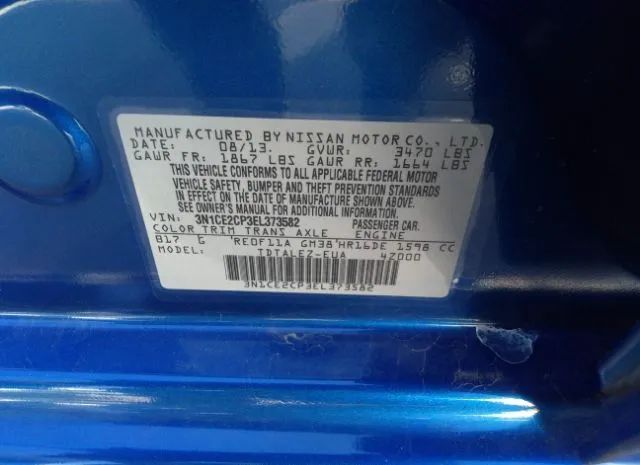 MANUFACTURED BY NISSAN MOTOR CO., LTD.
DATE: 08/13. GVWR: 3470 LBS
GAWR FR: 1867 LBS GAWR RR: 1664 LBS
THIS VEHICLE CONFORMS TO ALL APPLICABLE FEDERAL MOTOR
VEHICLE SAFETY, BUMPER AND THEFT PREVENTION STANDARDS
IN EFFECT ON THE DATE OF MANUFACTURE SHOWN ABOVE.
SEE OWNER'S MANUAL FOR ADDITIONAL INFORMATION.
VIN: 3N1CE2CP3EL373582 PASSENGER CAR.
COLOR TRIM TRANS AXLE ENGINE
B17 G RE0F11A GM38 HR16DE 1598 CC
MODEL: TDTALEZ-EUA 4Z000
3N1CE2CP3EL373582